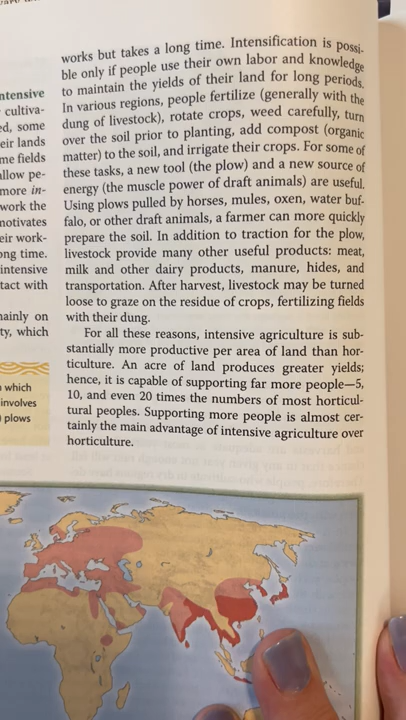 ntensive
cultiva-
ed, some
eir lands
me fields
allow pe-
more in-
work the
notivates
eir work-
ong time.
intensive
tact with
nainly on
ty, which
which
involves
plows
works but takes a long time. Intensification is possi-
ble only if people use their own labor and knowledge
to maintain the yields of their land for long periods.
In various regions, people fertilize (generally with the
dung of livestock), rotate crops, weed carefully, turn
over the soil prior to planting, add compost (organic
matter) to the soil, and irrigate their crops. For some of
these tasks, a new tool (the plow) and a new source of
energy (the muscle power of draft animals) are useful.
Using plows pulled by horses, mules, oxen, water buf-
falo, or other draft animals, a farmer can more quickly
prepare the soil. In addition to traction for the plow,
livestock provide many other useful products: meat,
milk and other dairy products, manure, hides, and
transportation. After harvest, livestock may be turned
loose to graze on the residue of crops, fertilizing fields
with their dung.
For all these reasons, intensive agriculture is sub-
stantially more productive per area of land than hor-
ticulture. An acre of land produces greater yields;
hence, it is capable of supporting far more people—5,
10, and even 20 times the numbers of most horticul-
tural peoples. Supporting more people is almost cer-
tainly the main advantage of intensive agriculture over
horticulture.